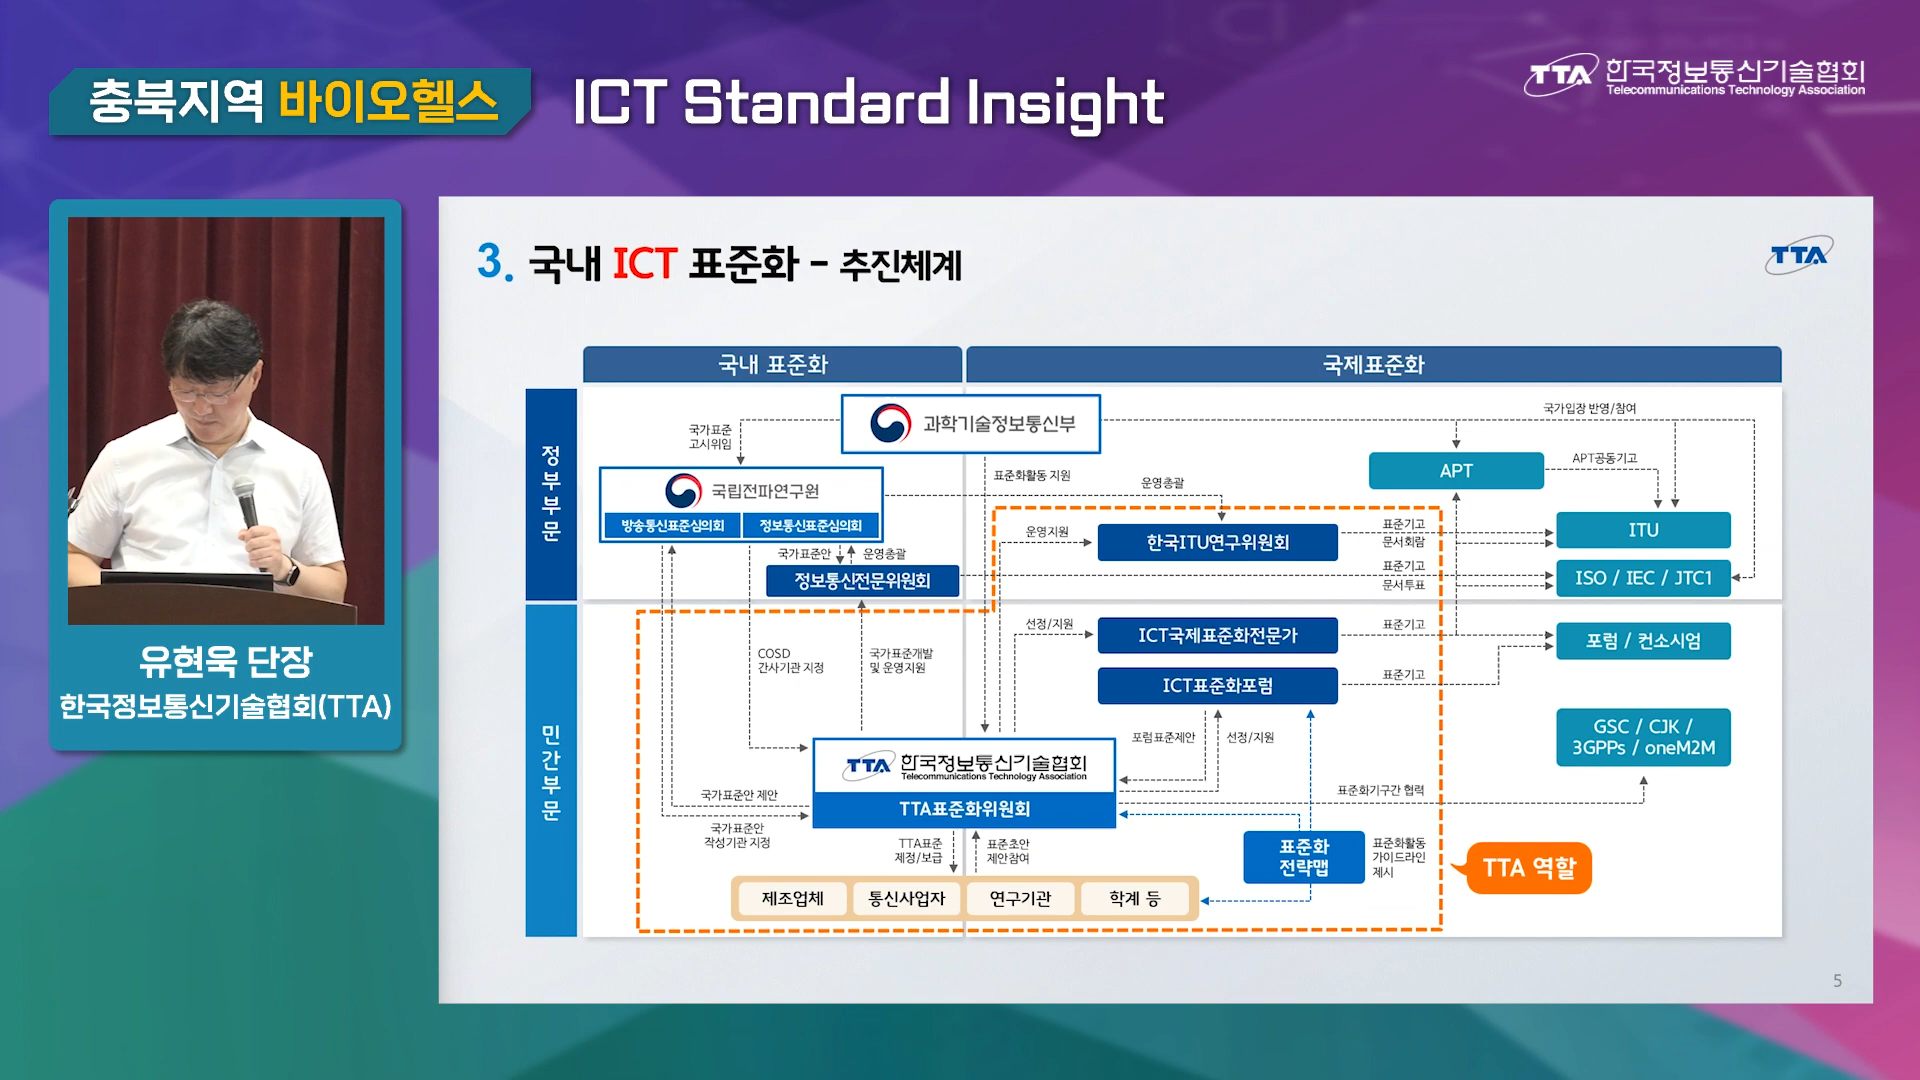 충북지역 바이오헬스
ICT Standard Insight
TTA 한국정보통신기술협회
Telecommunications Technology Association
유현욱 단장
한국정보통신기술협회(TTA)
3. 국내 ICT 표준화 - 추진체계
TTA
국내 표준화
국제표준화
정부부문
과학기술정보통신부
국가입장 반영/참여
국가표준
고시위임
국립전파연구원
방송통신표준심의회
정보통신표준심의회
표준화활동 지원
운영총괄
APT
APT공동기고
운영지원
한국ITU연구위원회
표준기고
문서회람
ITU
국가표준안
운영총괄
정보통신전문위원회
표준기고
문서투표
ISO / IEC / JTC1
민간부문
선정/지원
ICT국제표준화전문가
표준기고
포럼 / 컨소시엄
COSD
간사기관 지정
국가표준개발
및 운영지원
ICT표준화포럼
표준기고
포럼표준제안
선정/지원
GSC / CJK /
3GPPs / oneM2M
TTA 한국정보통신기술협회
Telecommunications Technology Association
TTA표준화위원회
국가표준안 제안
표준화기구간 협력
국가표준안
작성기관 지정
TTA표준
제정/보급
표준초안
제안참여
표준화
전략맵
표준화활동
가이드라인
제시
TTA 역할
제조업체
통신사업자
연구기관
학계 등
5